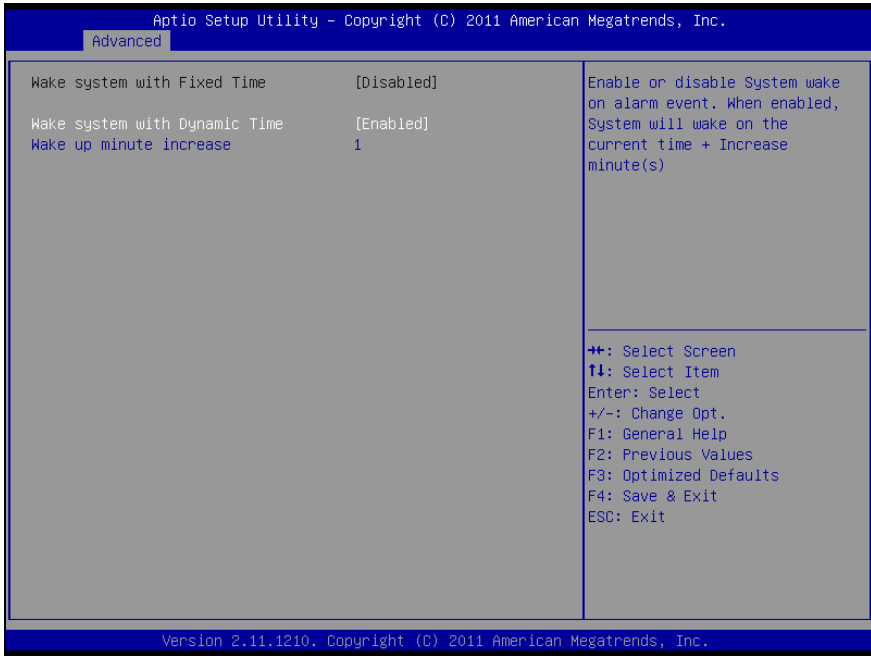 Aptio Setup Utility – Copyright (C) 2011 American Megatrends, Inc.
Advanced
Wake system with Fixed Time [Disabled]
Wake system with Dynamic Time [Enabled]
Wake up minute increase 1
Enable or disable System wake
on alarm event. When enabled,
System will wake on the
current time + Increase
minute(s)
→←: Select Screen
↑↓: Select Item
Enter: Select
+/-: Change Opt.
F1: General Help
F2: Previous Values
F3: Optimized Defaults
F4: Save & Exit
ESC: Exit
Version 2.11.1210. Copyright (C) 2011 American Megatrends, Inc.